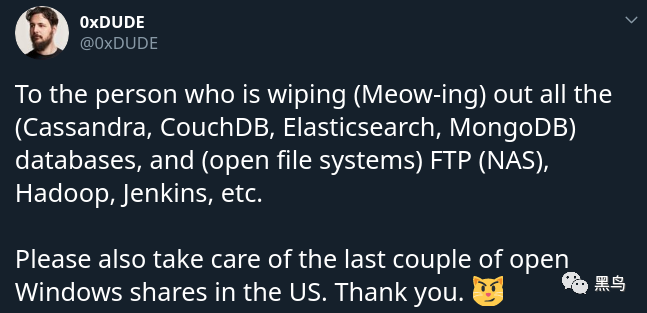 0xDUDE
@0xDUDE
To the person who is wiping (Meow-ing) out all the
(Cassandra, CouchDB, Elasticsearch, MongoDB)
databases, and (open file systems) FTP (NAS),
Hadoop, Jenkins, etc.
Please also take care of the last couple of open
Windows shares in the US. Thank you. 😼
黑鸟